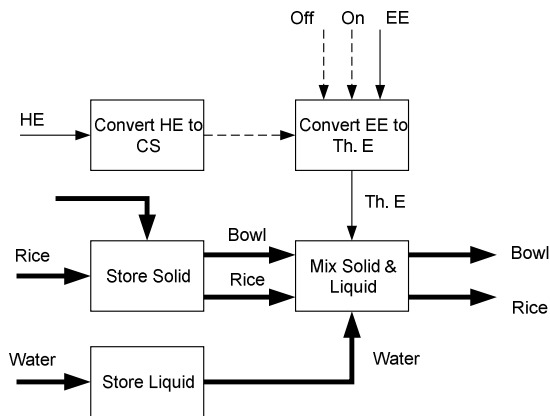 Off On EE
HE
Convert HE to
CS
Convert EE to
Th. E
Th. E
Rice
Store Solid
Bowl
Rice
Mix Solid &
Liquid
Bowl
Rice
Water
Store Liquid
Water